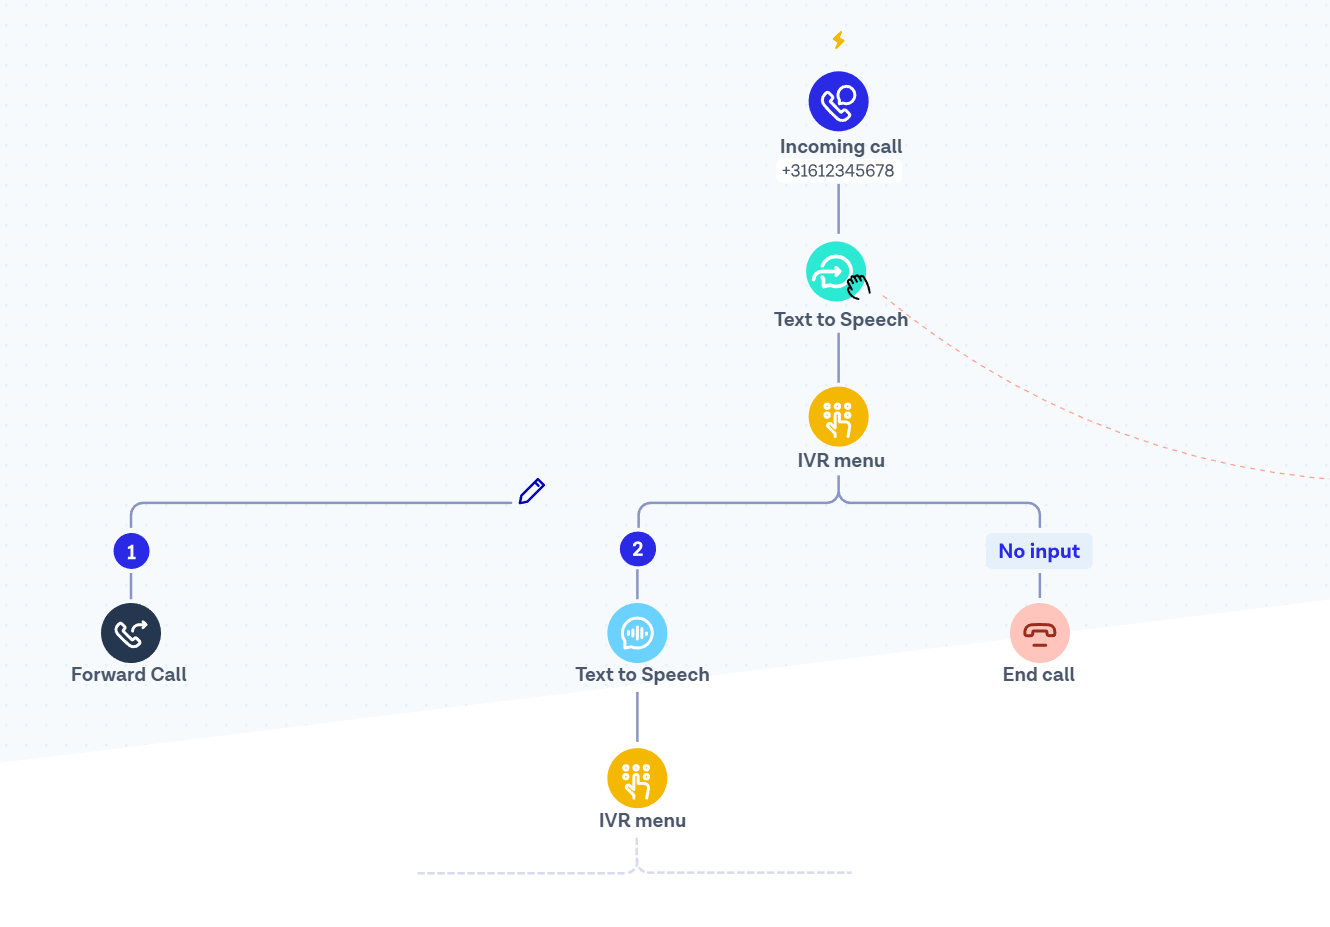 Incoming call
+31612345678
Text to Speech
IVR menu
1
2
No input
Forward Call
Text to Speech
End call
IVR menu